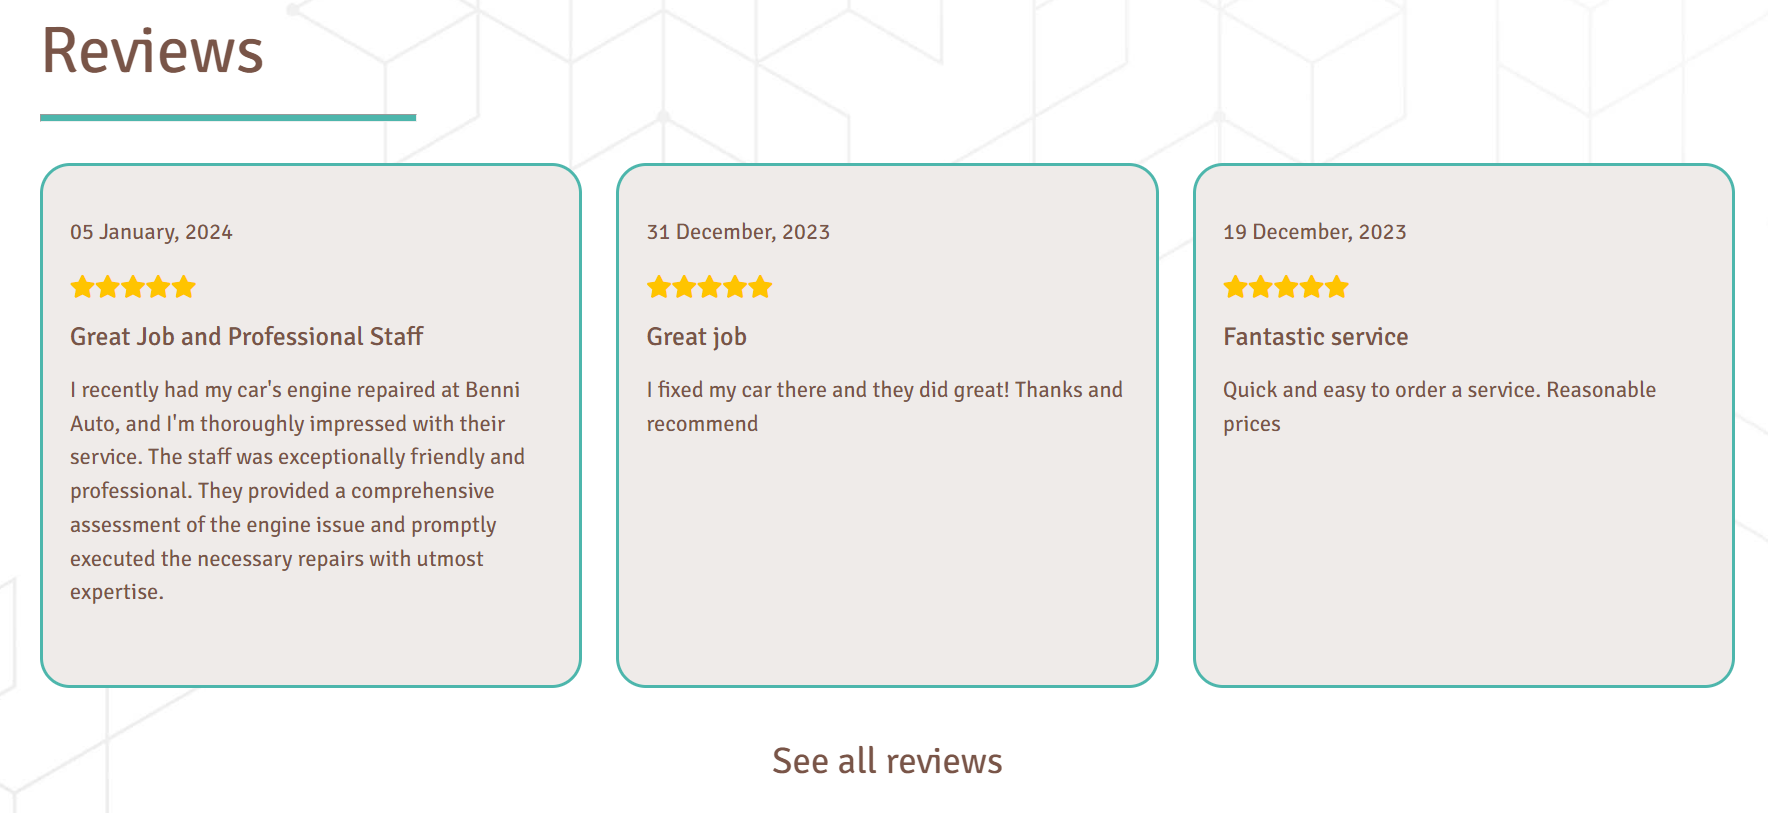 Reviews
05 January, 2024
Great Job and Professional Staff
I recently had my car's engine repaired at Benni
Auto, and I'm thoroughly impressed with their
service. The staff was exceptionally friendly and
professional. They provided a comprehensive
assessment of the engine issue and promptly
executed the necessary repairs with utmost
expertise.
31 December, 2023
Great job
I fixed my car there and they did great! Thanks and
recommend
19 December, 2023
Fantastic service
Quick and easy to order a service. Reasonable
prices
See all reviews